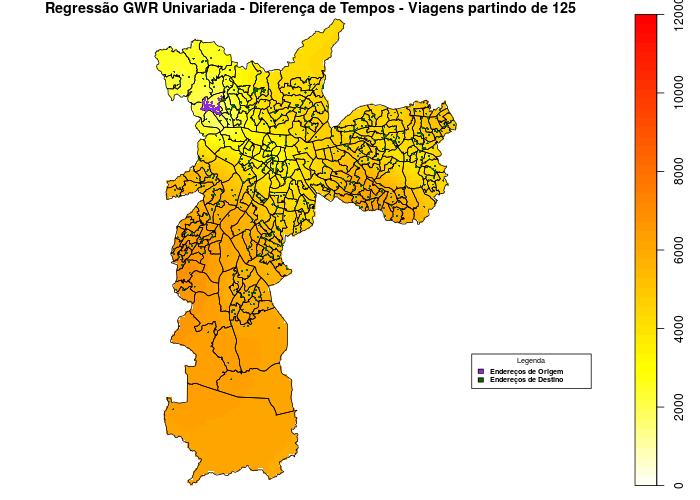 Regressão GWR Univariada - Diferença de Tempos - Viagens partindo de 125
12000
10000
8000
6000
4000
2000
0
Legenda
Endereços de Origem
Endereços de Destino